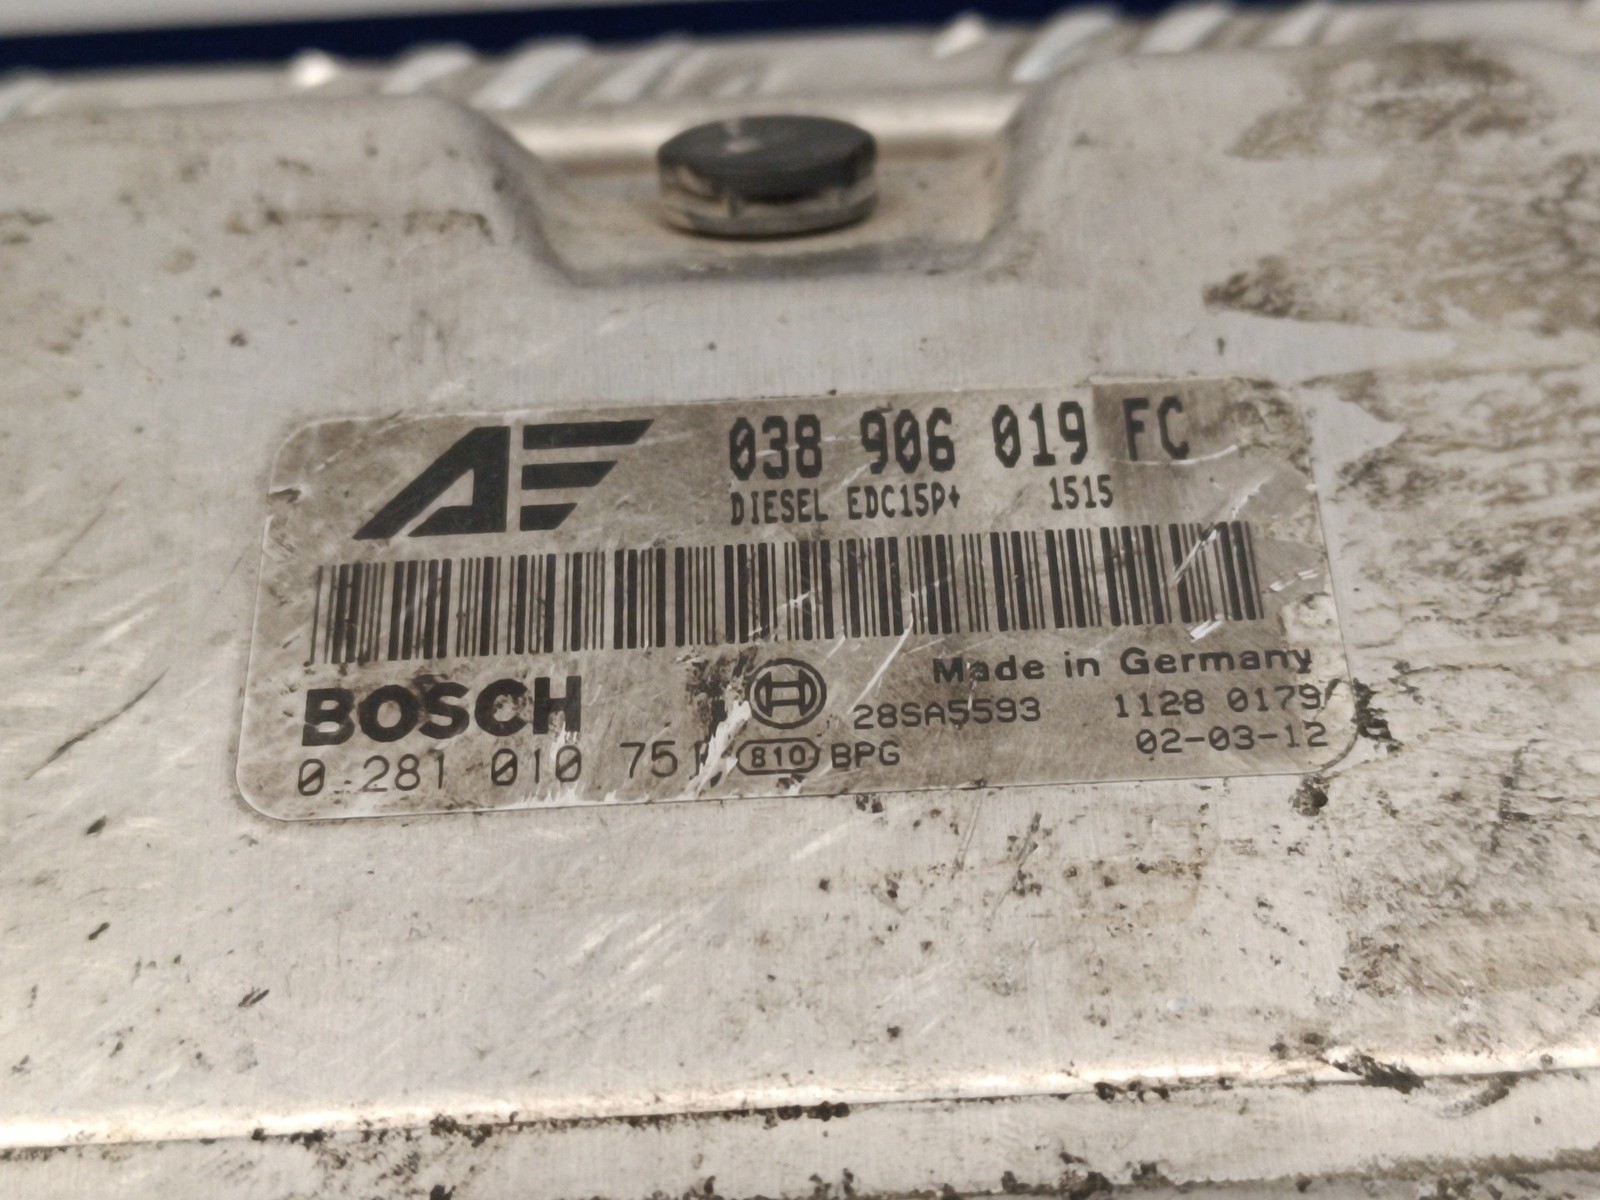 AE 038 906 019 FC
DIESEL EDC15P+ 1515
Made in Germany
BOSCH 28SA5593 1128 0179
0 281 010 751 810 BPG 02-03-12